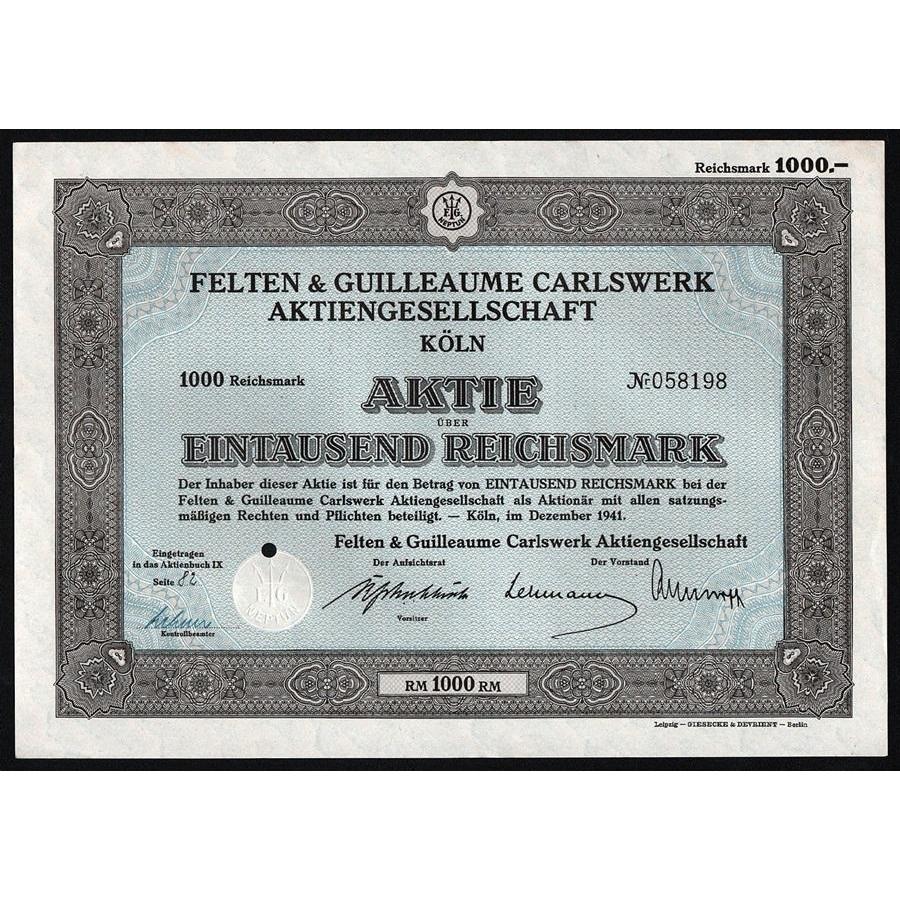 Reichsmark 1000.–
F.G.
NEPTUN
FELTEN & GUILLEAUME CARLSWERK
AKTIENGESELLSCHAFT
KÖLN
1000 Reichsmark
AKTIE
№ 058198
ÜBER
EINTAUSEND REICHSMARK
Der Inhaber dieser Aktie ist für den Betrag von EINTAUSEND REICHSMARK bei der
Felten & Guilleaume Carlswerk Aktiengesellschaft als Aktionär mit allen satzungs-
mäßigen Rechten und Pflichten beteiligt. — Köln, im Dezember 1941.
Felten & Guilleaume Carlswerk Aktiengesellschaft
Eingetragen
in das Aktienbuch IX
Seite 82
Kontrollbeamter
F G
NEPTUN
Der Aufsichtsrat
Vorsitzer
Der Vorstand
Lehmann
RM 1000 RM
Leipzig — GIESECKE & DEVRIENT — Berlin